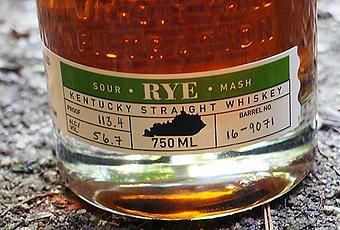 SOUR • RYE • MASH
KENTUCKY STRAIGHT WHISKEY
PROOF 113.4
ALC/VOL 56.7
750 ML
BARREL NO.
16-9071